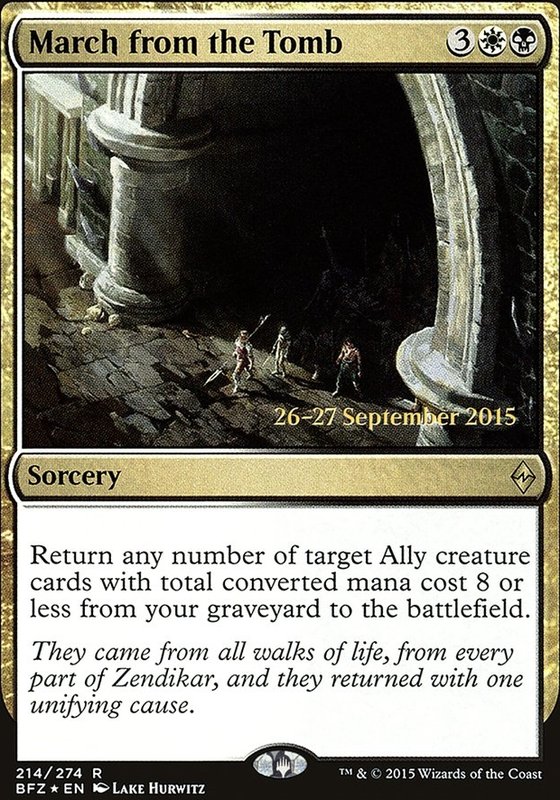 March from the Tomb 3
26–27 September 2015
Sorcery
Return any number of target Ally creature
cards with total converted mana cost 8 or
less from your graveyard to the battlefield.
They came from all walks of life, from every
part of Zendikar, and they returned with one
unifying cause.
214/274 R
BFZ ★ EN Lake Hurwitz
™ & © 2015 Wizards of the Coast